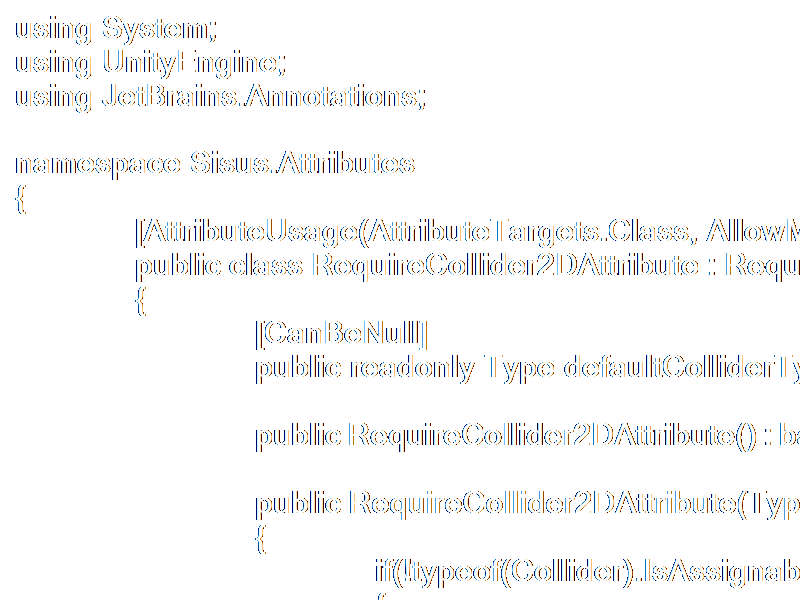 using System;
using UnityEngine;
using JetBrains.Annotations;
namespace Sisus.Attributes
{
[AttributeUsage(AttributeTargets.Class, AllowM
public class RequireCollider2DAttribute : Requ
{
[CanBeNull]
public readonly Type defaultColliderTy
public RequireCollider2DAttribute() : ba
public RequireCollider2DAttribute(Typ
{
if(!typeof(Collider).IsAssignab
{